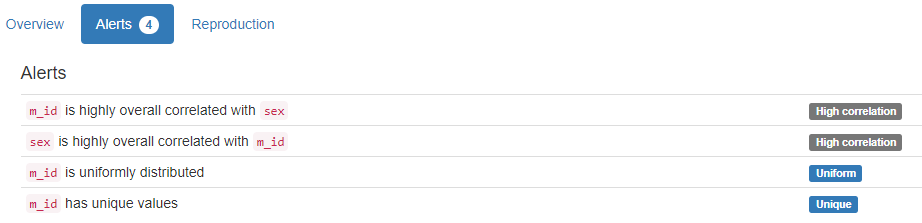 Overview Alerts 4 Reproduction
Alerts
m_id is highly overall correlated with sex High correlation
sex is highly overall correlated with m_id High correlation
m_id is uniformly distributed Uniform
m_id has unique values Unique